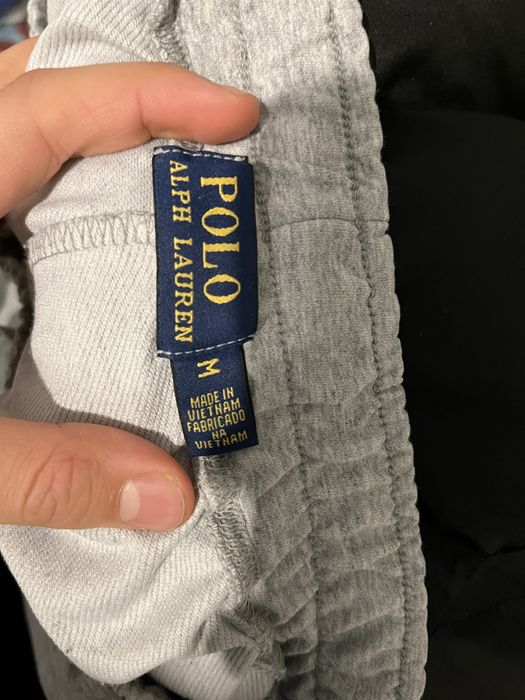 POLO
ALPH LAUREN
M
MADE IN
VIETNAM
FABRICADO
NA
VIETNAM